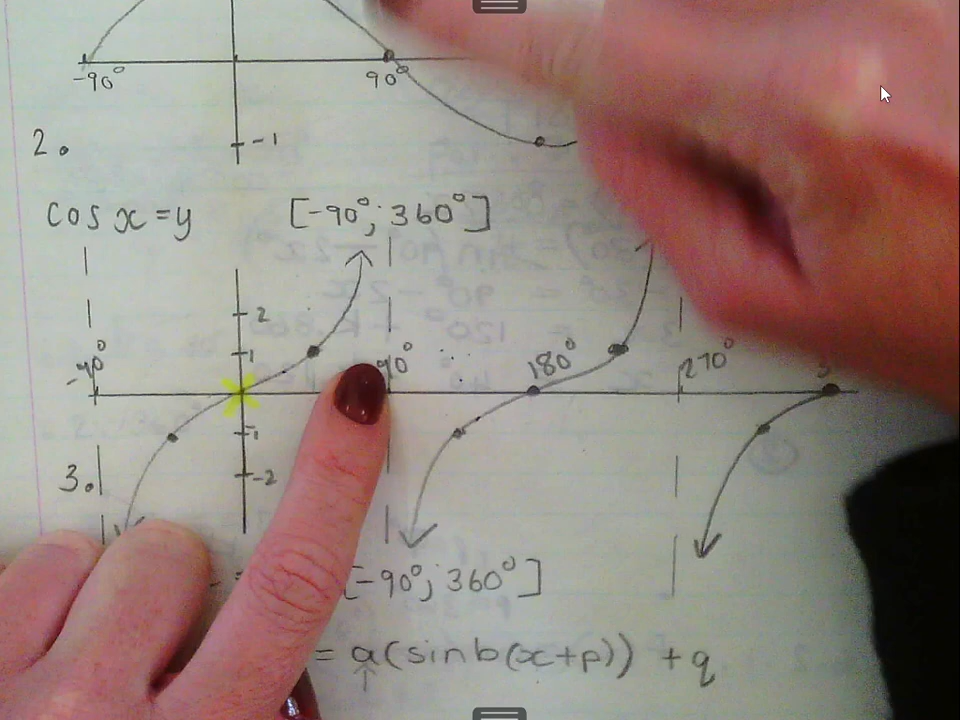 -90° 90°
2. -1
cos x = y [-90°; 360°]
2
1
-90° 90° 180° 270°
-1
3. -2
[-90°; 360°]
= a(sin b(x+p)) + q